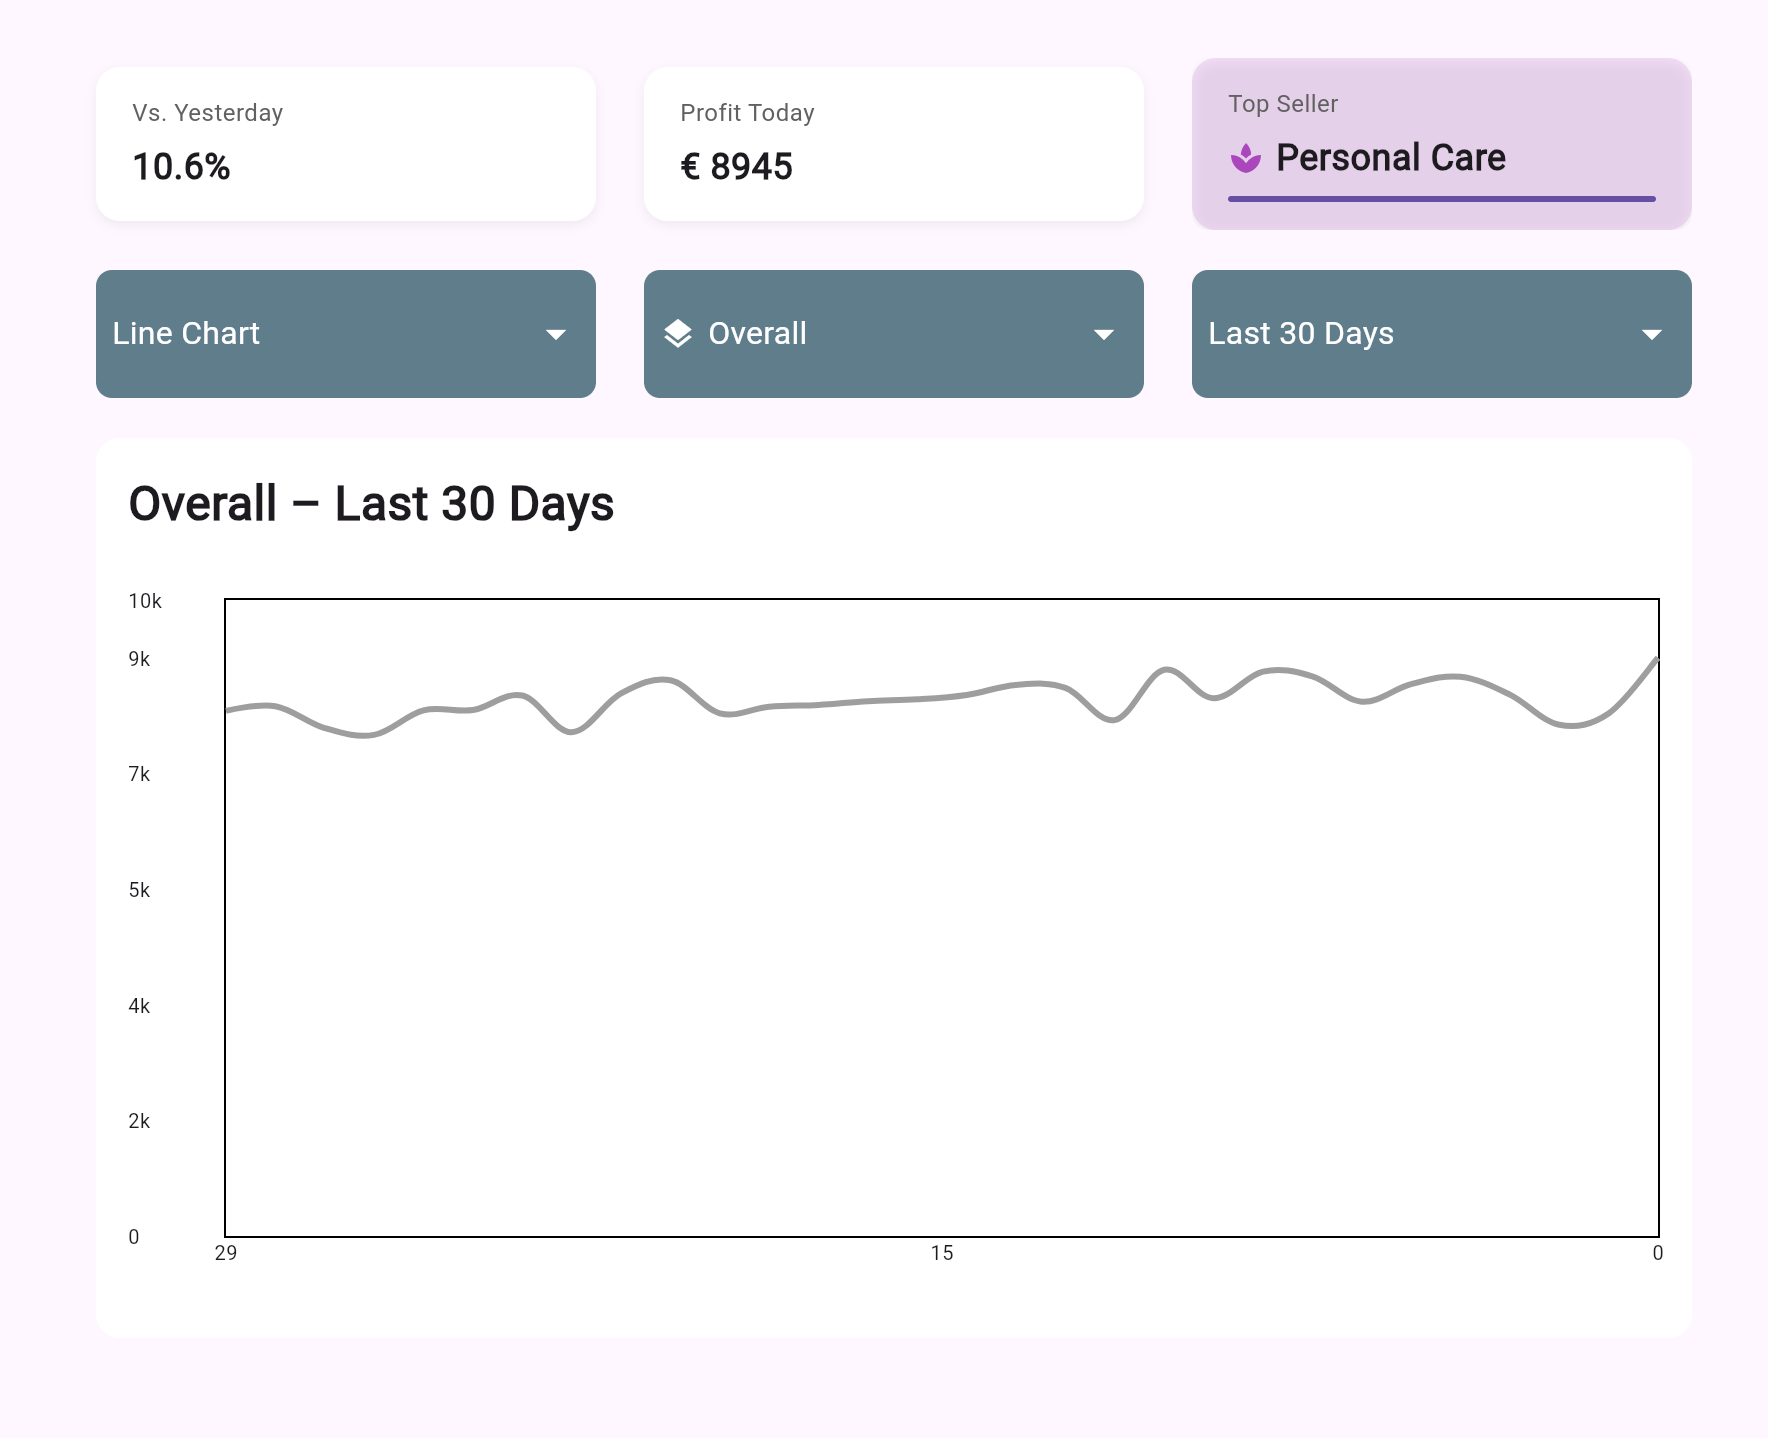 Vs. Yesterday
10.6%
Profit Today
€ 8945
Top Seller
Personal Care
Line Chart
Overall
Last 30 Days
Overall – Last 30 Days
10k
9k
7k
5k
4k
2k
0
29
15
0